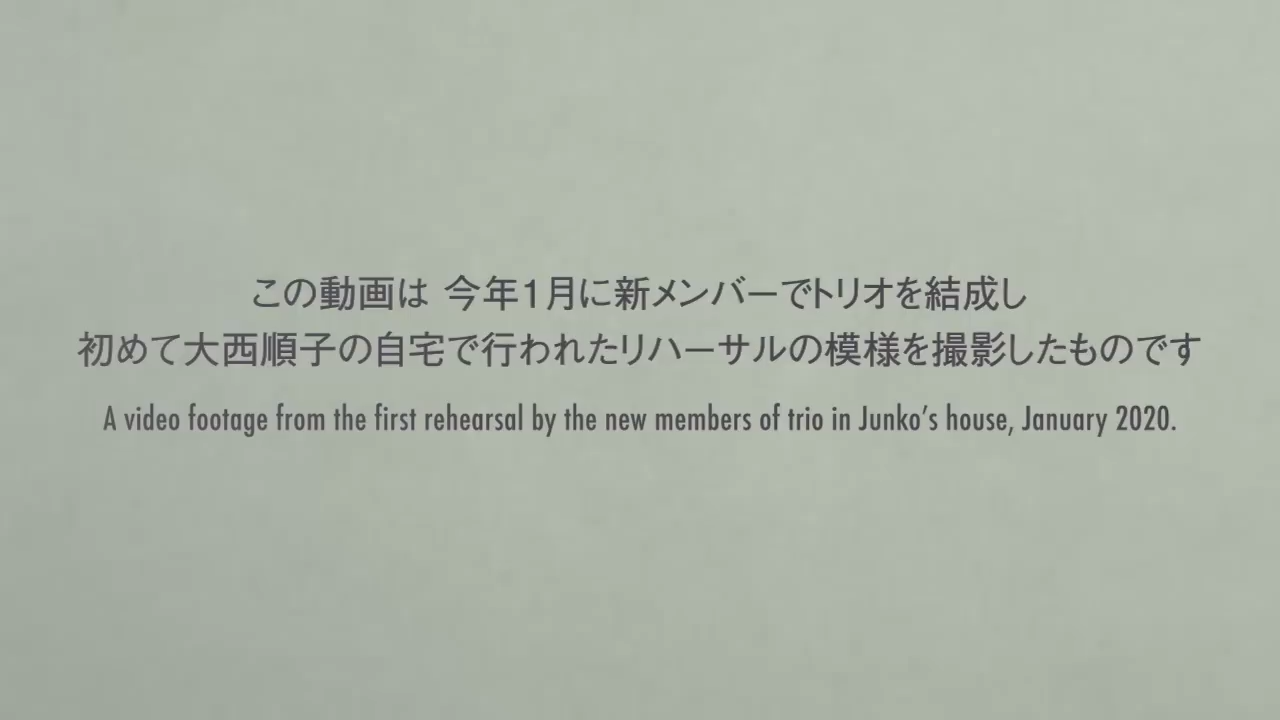 この動画は 今年1月に新メンバーでトリオを結成し
初めて大西順子の自宅で行われたリハーサルの模様を撮影したものです
A video footage from the first rehearsal by the new members of trio in Junko's house, January 2020.